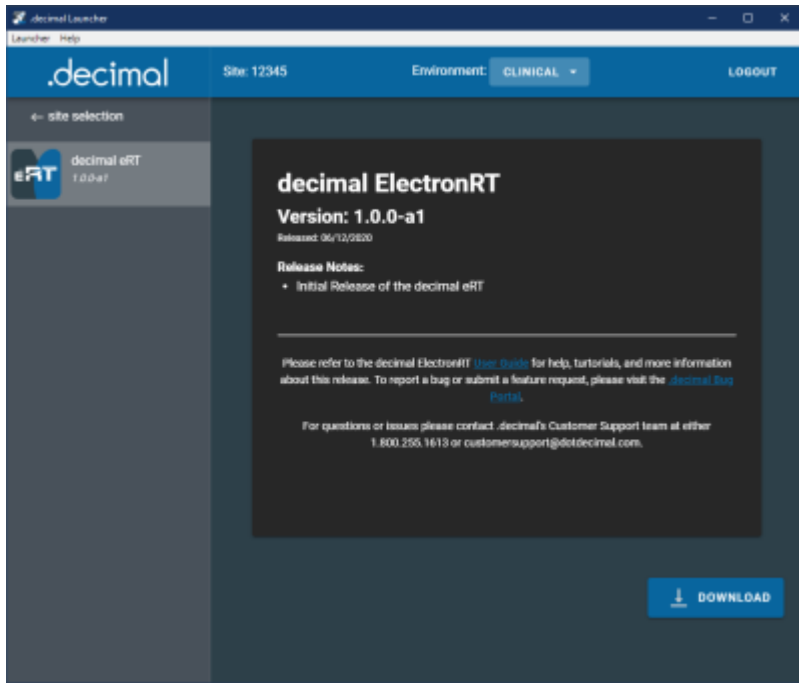 .decimal Launcher
Launcher Help
.decimal
Site: 12345
Environment: CLINICAL
LOGOUT
← site selection
eRT
decimal eRT
1.0.0-a1
decimal ElectronRT
Version: 1.0.0-a1
Released: 06/12/2020
Release Notes:
• Initial Release of the decimal eRT
Please refer to the decimal ElectronRT User Guide for help, turtorials, and more information
about this release. To report a bug or submit a feature request, please visit the .decimal Bug
Portal.
For questions or issues please contact .decimal's Customer Support team at either
1.800.255.1613 or customersupport@dotdecimal.com.
DOWNLOAD